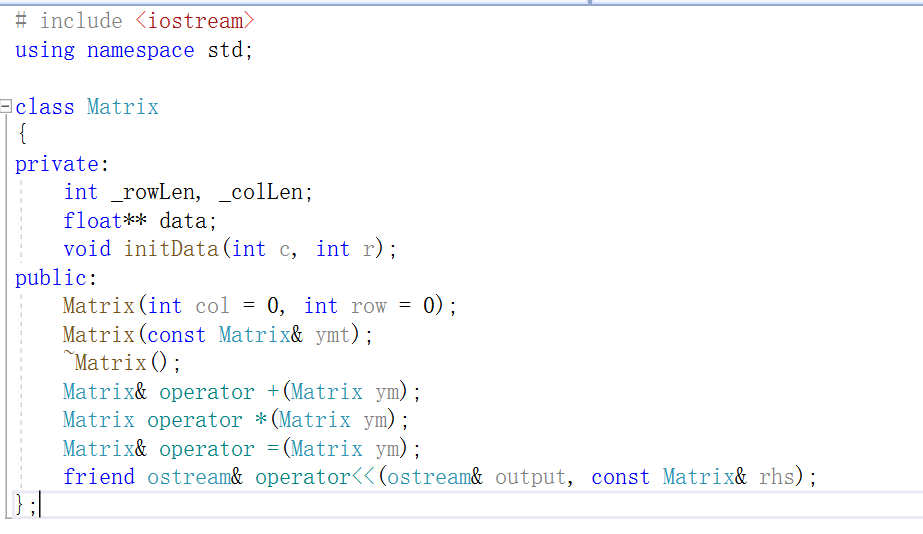 # include <iostream>
using namespace std;
class Matrix
{
private:
int _rowLen, _colLen;
float** data;
void initData(int c, int r);
public:
Matrix(int col = 0, int row = 0);
Matrix(const Matrix& ymt);
~Matrix();
Matrix& operator +(Matrix ym);
Matrix operator *(Matrix ym);
Matrix& operator =(Matrix ym);
friend ostream& operator<<(ostream& output, const Matrix& rhs);
};